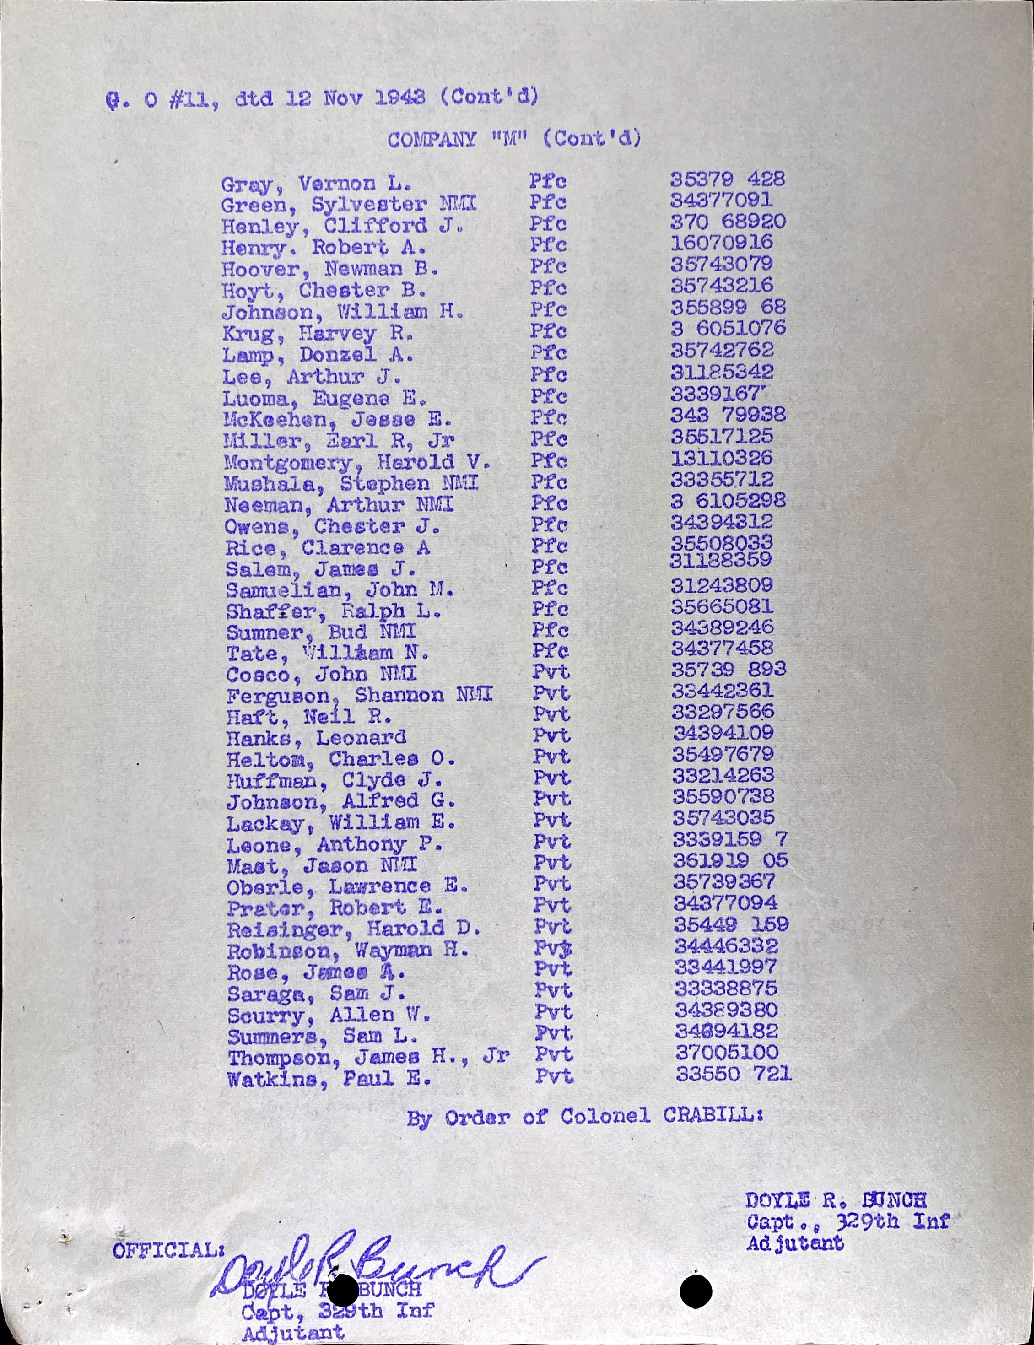 G. O #11, dtd 12 Nov 1943 (Cont'd)
COMPANY "M" (Cont'd)
Gray, Vernon L. Pfc 35379 428
Green, Sylvester NMI Pfc 34377091
Henley, Clifford J. Pfc 370 68920
Henry. Robert A. Pfc 16070916
Hoover, Newman B. Pfc 35743079
Hoyt, Chester B. Pfc 35743216
Johnson, William H. Pfc 355899 68
Krug, Harvey R. Pfc 3 6051076
Lamp, Donzel A. Pfc 35742762
Lee, Arthur J. Pfc 31185342
Luoma, Eugene E. Pfc
McKeehen, Jesse E. Pfc 343 79938
Miller, Earl R, Jr Pfc 35517125
Montgomery, Harold V. Pfc 13110326
Mushala, Stephen NMI Pfc 33355712
Neeman, Arthur NMI Pfc 3 6105298
Owens, Chester J. Pfc 34394312
Rice, Clarence A Pfc 35508033
Salem, James J. Pfc 31188359
Samuelian, John M. Pfc 31243809
Shaffer, Ralph L. Pfc 35665081
Sumner, Bud NMI Pfc 34389246
Tate, William N. Pfc 34377458
Cosco, John NMI Pvt 35739 893
Ferguson, Shannon NMI Pvt 33442361
Haft, Neil R. Pvt 33297566
Hanks, Leonard Pvt 34394109
Heltom, Charles O. Pvt 35497679
Huffman, Clyde J. Pvt 33214263
Johnson, Alfred G. Pvt 35590738
Lackay, William E. Pvt 35743035
Leone, Anthony P. Pvt 3339159 7
Mast, Jason NMI Pvt 361919 05
Oberle, Lawrence E. Pvt 35739367
Prater, Robert E. Pvt 34377094
Reisinger, Harold D. Pvt 35449 159
Robinson, Wayman H. Pvt 34446332
Rose, James A. Pvt 33441997
Saraga, Sam J. Pvt 33338875
Scurry, Allen W. Pvt 34389380
Summers, Sam L. Pvt 34394182
Thompson, James H., Jr Pvt 37005100
Watkins, Paul E. Pvt 33550 721
By Order of Colonel CRABILL:
DOYLE R. BUNCH
Capt., 329th Inf
Adjutant
OFFICIAL:
Doyle R Bunch
DOYLE R. BUNCH
Capt, 329th Inf
Adjutant